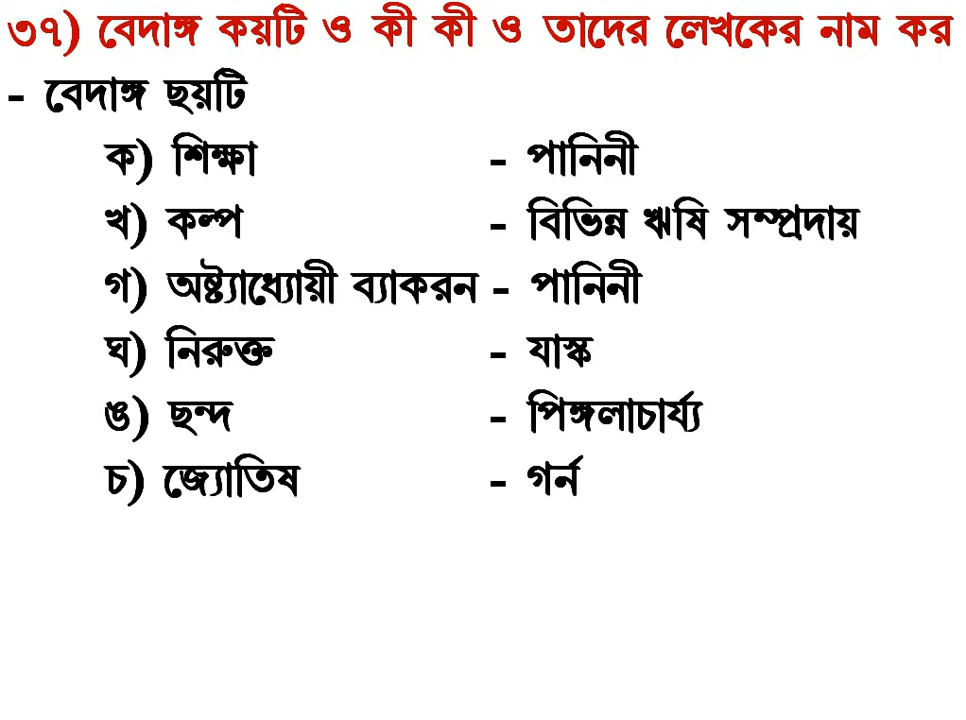 ৩৭) বেদাঙ্গ কয়টি ও কী কী ও তাদের লেখকের নাম কর
- বেদাঙ্গ ছয়টি
ক) শিক্ষা - পানিনী
খ) কল্প - বিভিন্ন ঋষি সম্প্রদায়
গ) অষ্ট্যাধ্যোয়ী ব্যাকরন - পানিনী
ঘ) নিরুক্ত - যাস্ক
ঙ) ছন্দ - পিঙ্গলাচার্য্য
চ) জ্যোতিষ - গর্ন